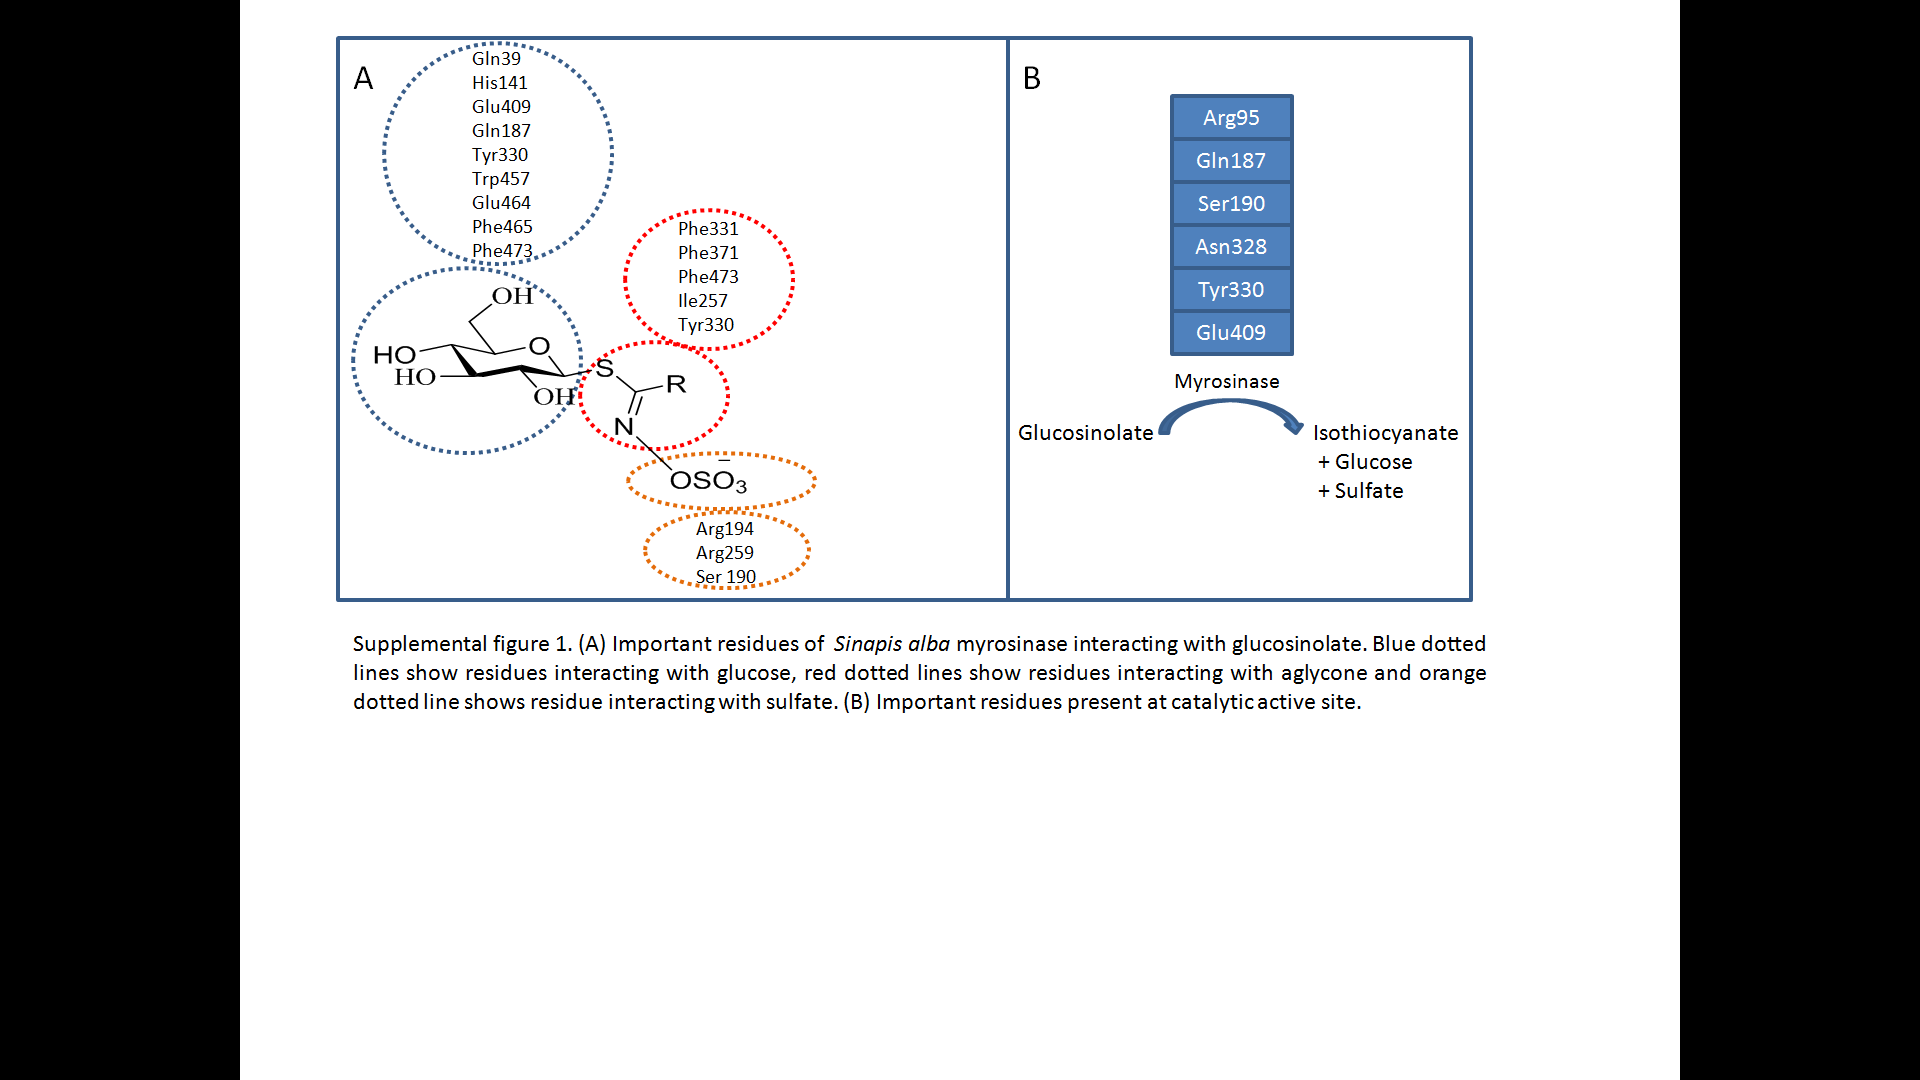 A
Gln39
His141
Glu409
Gln187
Tyr330
Trp457
Glu464
Phe465
Phe473
Phe331
Phe371
Phe473
Ile257
Tyr330
OH
HO
O
HO
OH
S
R
N
OSO₃⁻
Arg194
Arg259
Ser 190
B
Arg95
Gln187
Ser190
Asn328
Tyr330
Glu409
Myrosinase
Glucosinolate
Isothiocyanate
+ Glucose
+ Sulfate
Supplemental figure 1. (A) Important residues of Sinapis alba myrosinase interacting with glucosinolate. Blue dotted
lines show residues interacting with glucose, red dotted lines show residues interacting with aglycone and orange
dotted line shows residue interacting with sulfate. (B) Important residues present at catalytic active site.